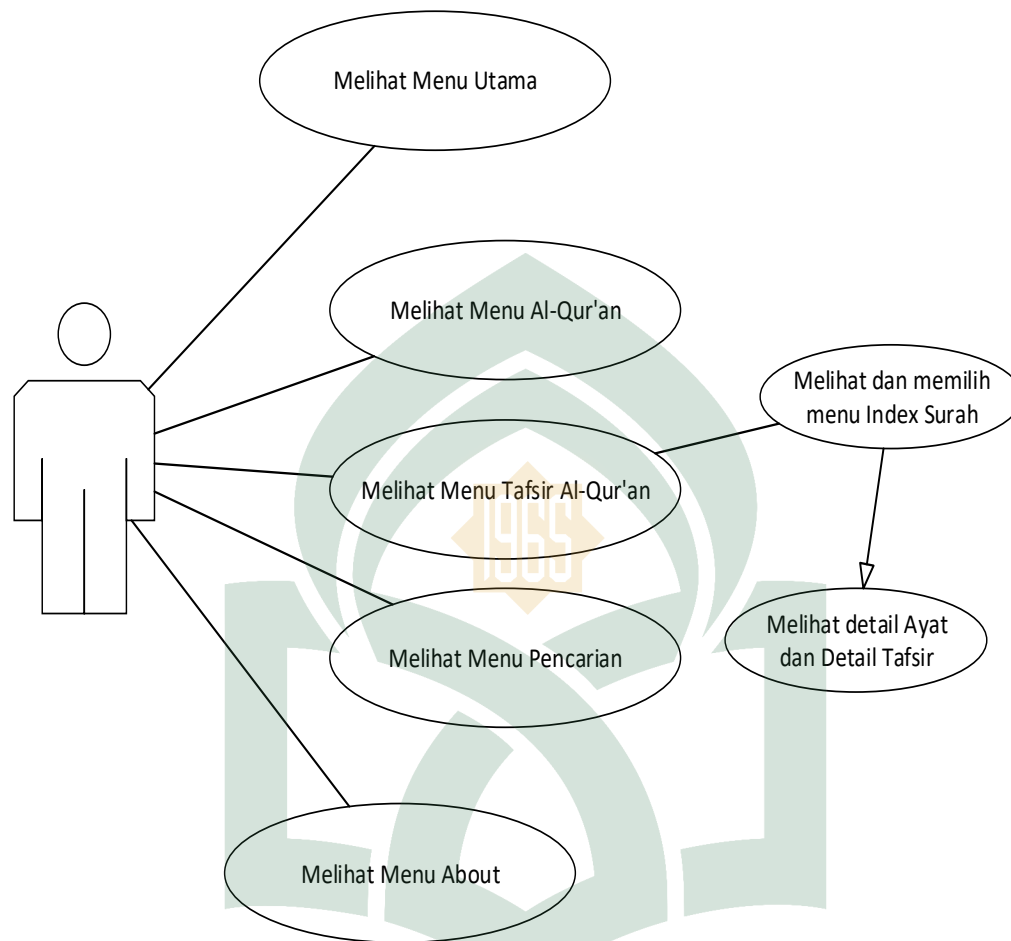 Melihat Menu Utama
Melihat Menu Al-Qur'an
Melihat dan memilih
menu Index Surah
Melihat Menu Tafsir Al-Qur'an
1965
Melihat detail Ayat
dan Detail Tafsir
Melihat Menu Pencarian
Melihat Menu About